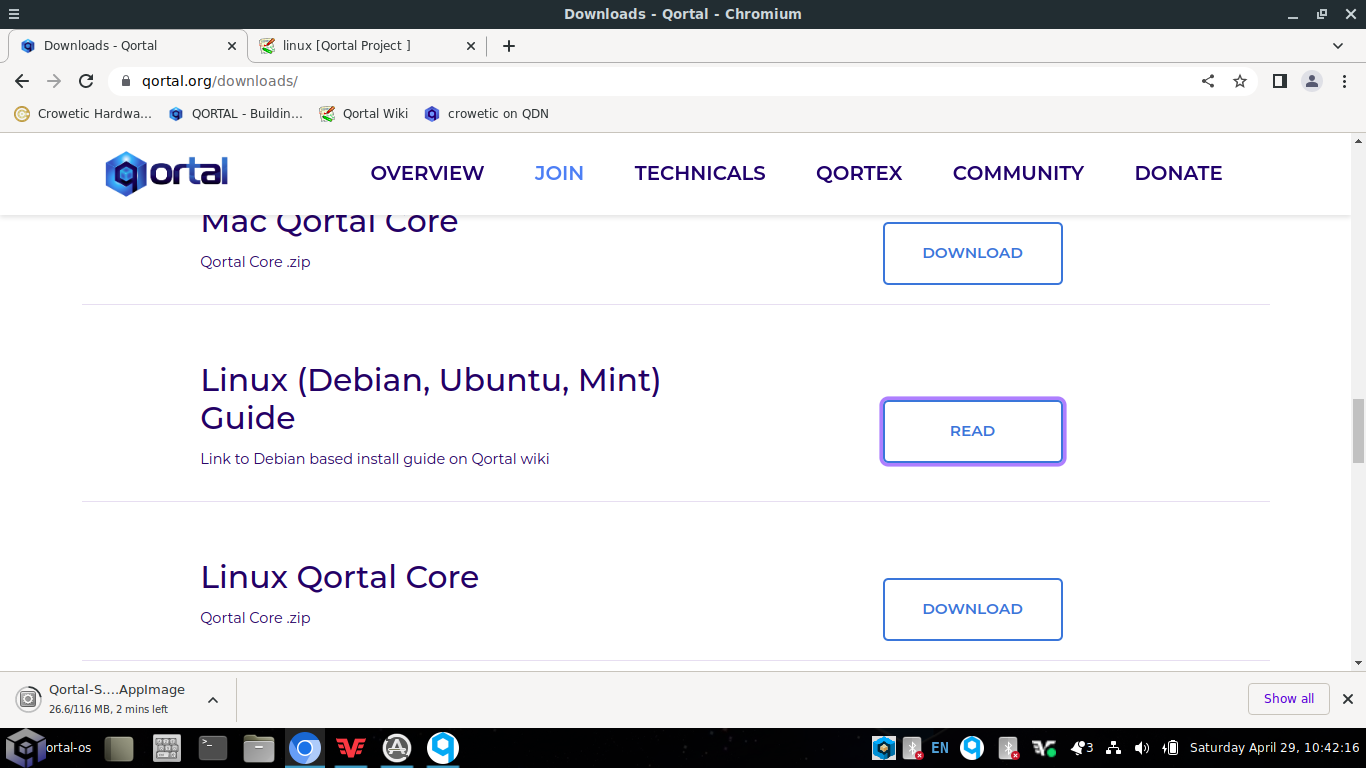 Downloads - Qortal - Chromium
Downloads - Qortal
linux [Qortal Project ]
qortal.org/downloads/
Crowetic Hardwa...
QORTAL - Buildin...
Qortal Wiki
crowetic on QDN
Qortal
OVERVIEW
JOIN
TECHNICALS
QORTEX
COMMUNITY
DONATE
Mac Qortal Core
Qortal Core .zip
DOWNLOAD
Linux (Debian, Ubuntu, Mint)
Guide
Link to Debian based install guide on Qortal wiki
READ
Linux Qortal Core
Qortal Core .zip
DOWNLOAD
Qortal-S....AppImage
26.6/116 MB, 2 mins left
Show all
ortal-os
EN
3
Saturday April 29, 10:42:16